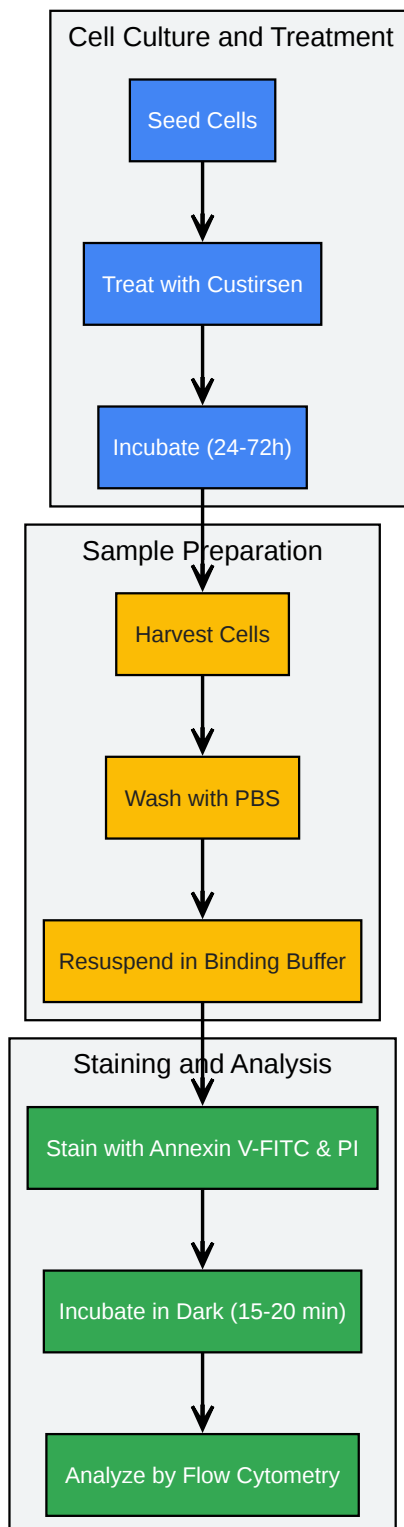 Cell Culture and Treatment
Seed Cells
Treat with Custirsen
Incubate (24-72h)
Sample Preparation
Harvest Cells
Wash with PBS
Resuspend in Binding Buffer
Staining and Analysis
Stain with Annexin V-FITC & PI
Incubate in Dark (15-20 min)
Analyze by Flow Cytometry